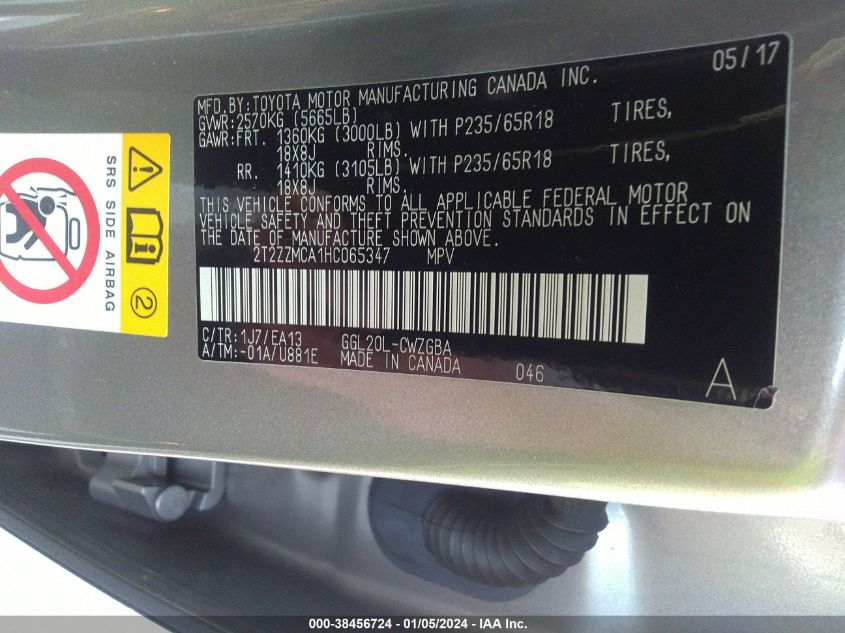 05/17
MFD.BY:TOYOTA MOTOR MANUFACTURING CANADA INC.
GVWR:2570KG (5665LB)
GAWR:FRT. 1360KG (3000LB) WITH P235/65R18 TIRES,
18X8J RIMS.
RR. 1410KG (3105LB) WITH P235/65R18 TIRES,
18X8J RIMS.
THIS VEHICLE CONFORMS TO ALL APPLICABLE FEDERAL MOTOR
VEHICLE SAFETY AND THEFT PREVENTION STANDARDS IN EFFECT ON
THE DATE OF MANUFACTURE SHOWN ABOVE.
2T2ZZMCA1HC065347 MPV
C/TR:1J7/EA13 GGL20L-CWZGBA
A/TM:-01A/U881E MADE IN CANADA 046
A
SRS SIDE AIRBAG
2
000-38456724 - 01/05/2024 - IAA Inc.